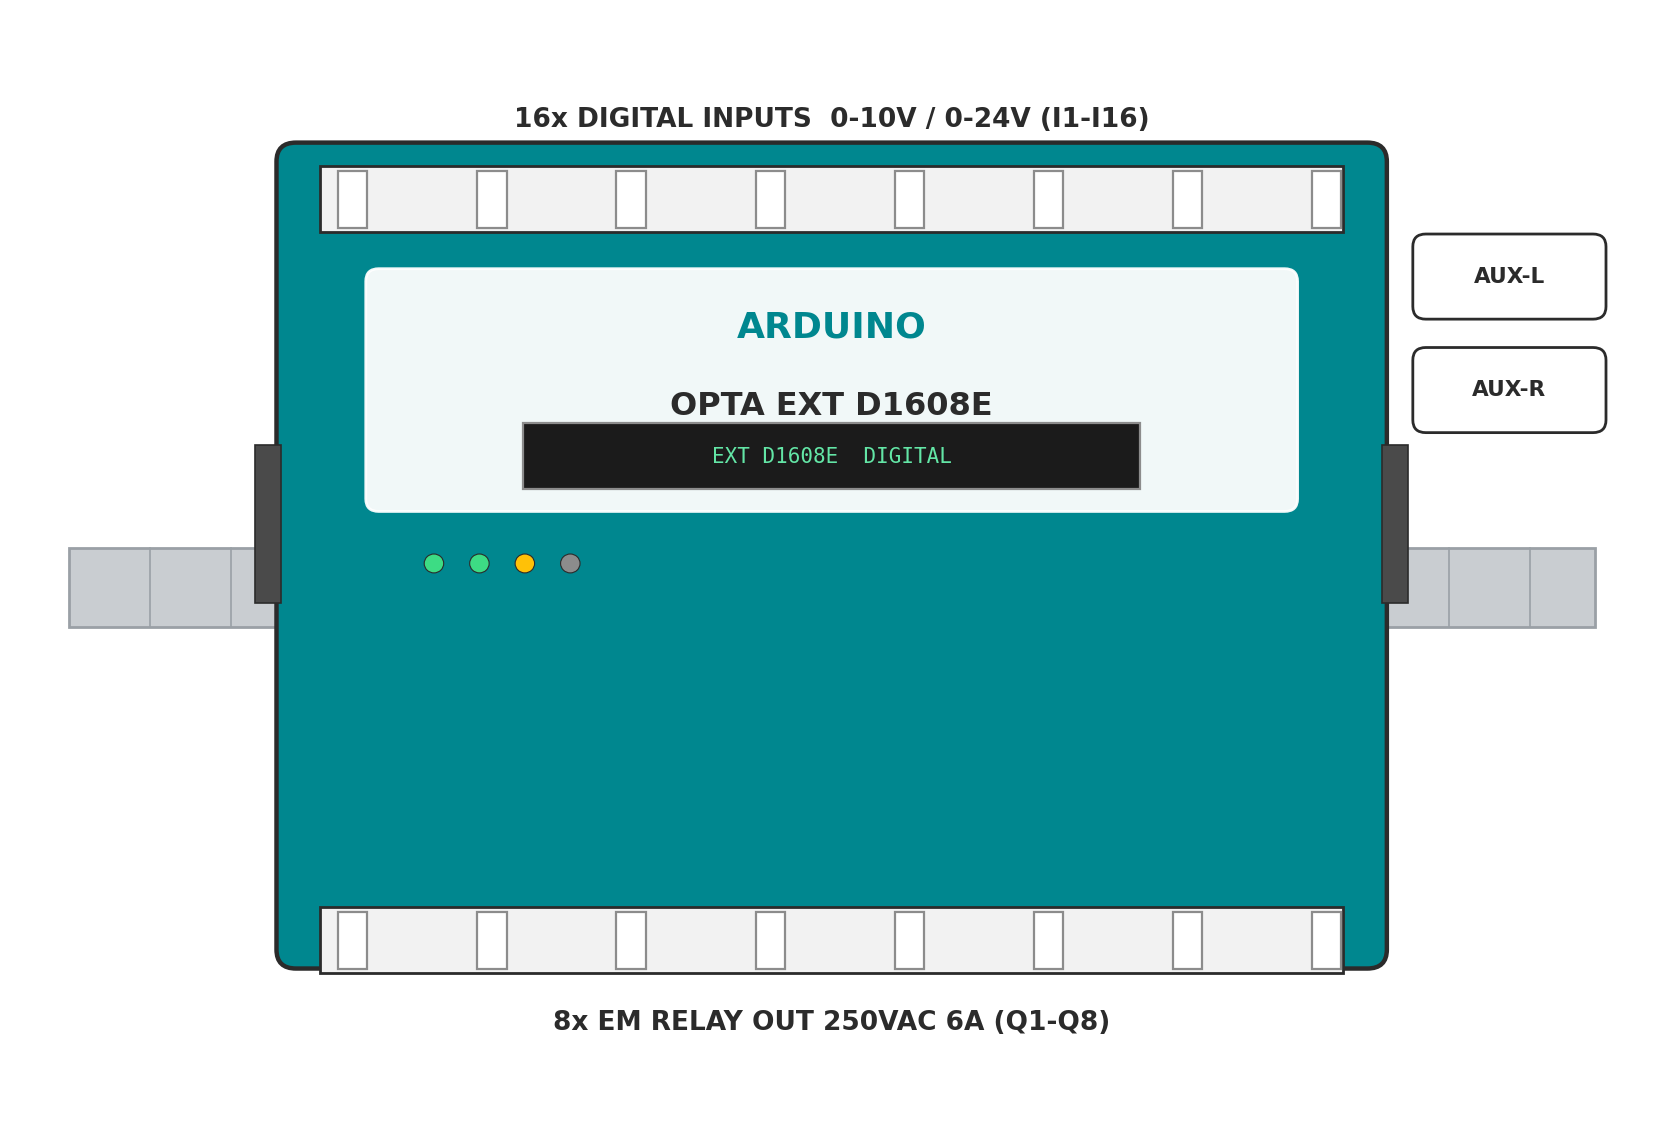 16x DIGITAL INPUTS  0-10V / 0-24V (I1-I16)
AUX-L
ARDUINO
AUX-R
OPTA EXT D1608E
EXT D1608E  DIGITAL
8x EM RELAY OUT 250VAC 6A (Q1-Q8)